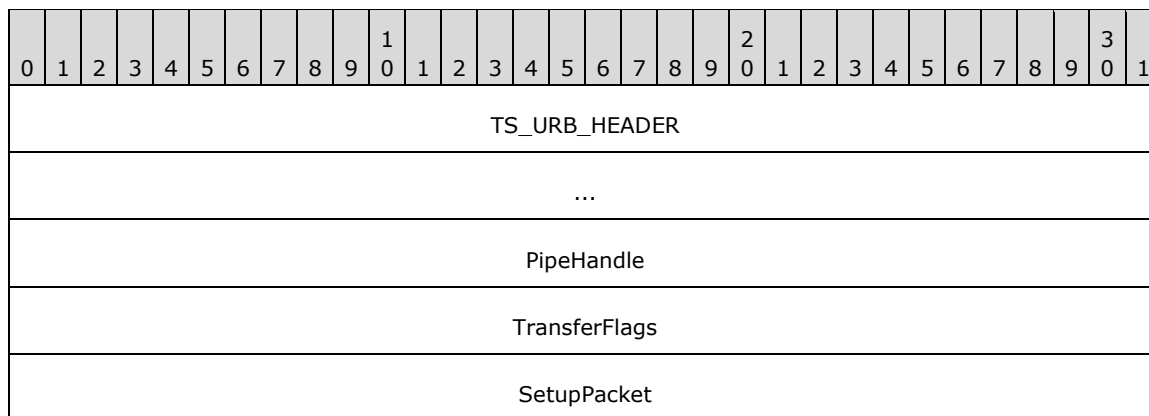 1 2 3
0 1 2 3 4 5 6 7 8 9 0 1 2 3 4 5 6 7 8 9 0 1 2 3 4 5 6 7 8 9 0 1
TS_URB_HEADER
...
PipeHandle
TransferFlags
SetupPacket